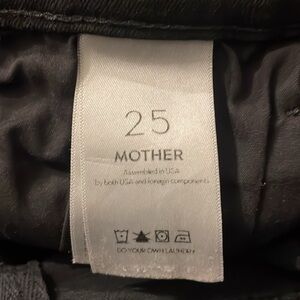 25
MOTHER
Assembled in USA
by both USA and foreign components
DO YOUR OWN LAUNDRY